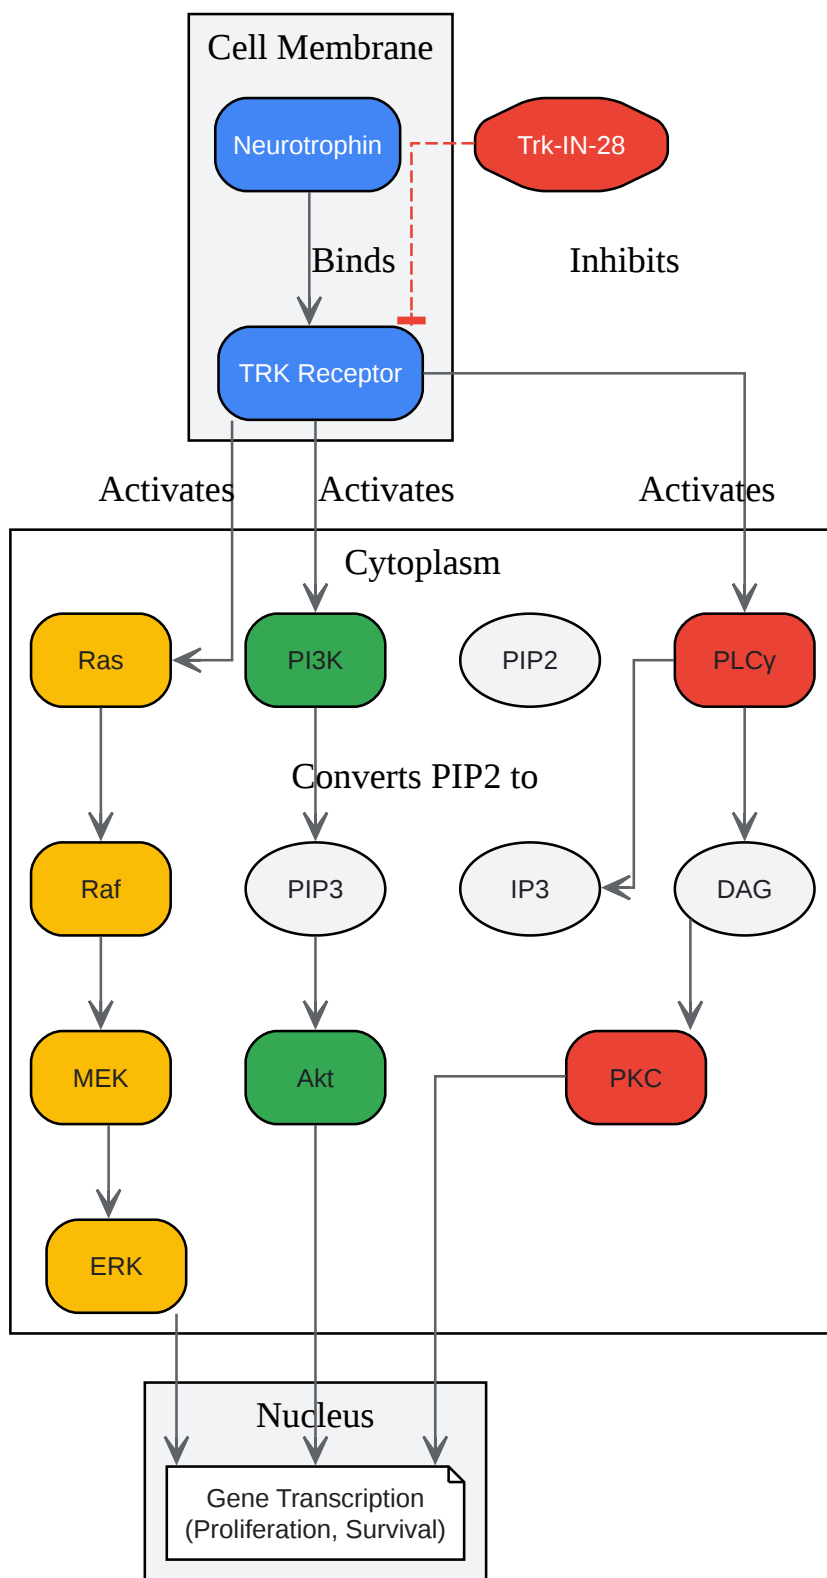 Cell Membrane
Neurotrophin
Trk-IN-28
Binds
Inhibits
TRK Receptor
Activates
Activates
Activates
Cytoplasm
Ras
PI3K
PIP2
PLCγ
Converts PIP2 to
Raf
PIP3
IP3
DAG
MEK
Akt
PKC
ERK
Nucleus
Gene Transcription
(Proliferation, Survival)